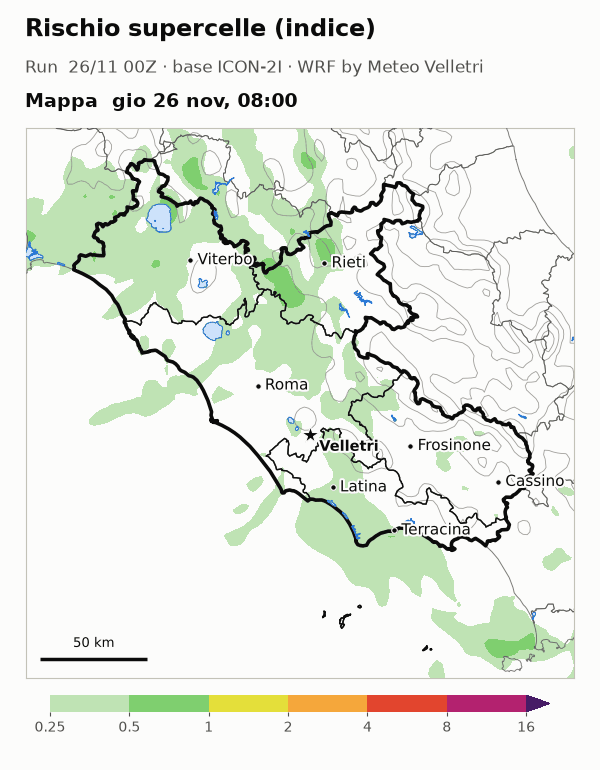 Rischio supercelle (indice)
Run  26/11 00Z · base ICON-2I · WRF by Meteo Velletri
Mappa  gio 26 nov, 08:00
Viterbo
Rieti
Roma
Velletri
Frosinone
Latina
Cassino
Terracina
50 km
0.25 0.5 1 2 4 8 16